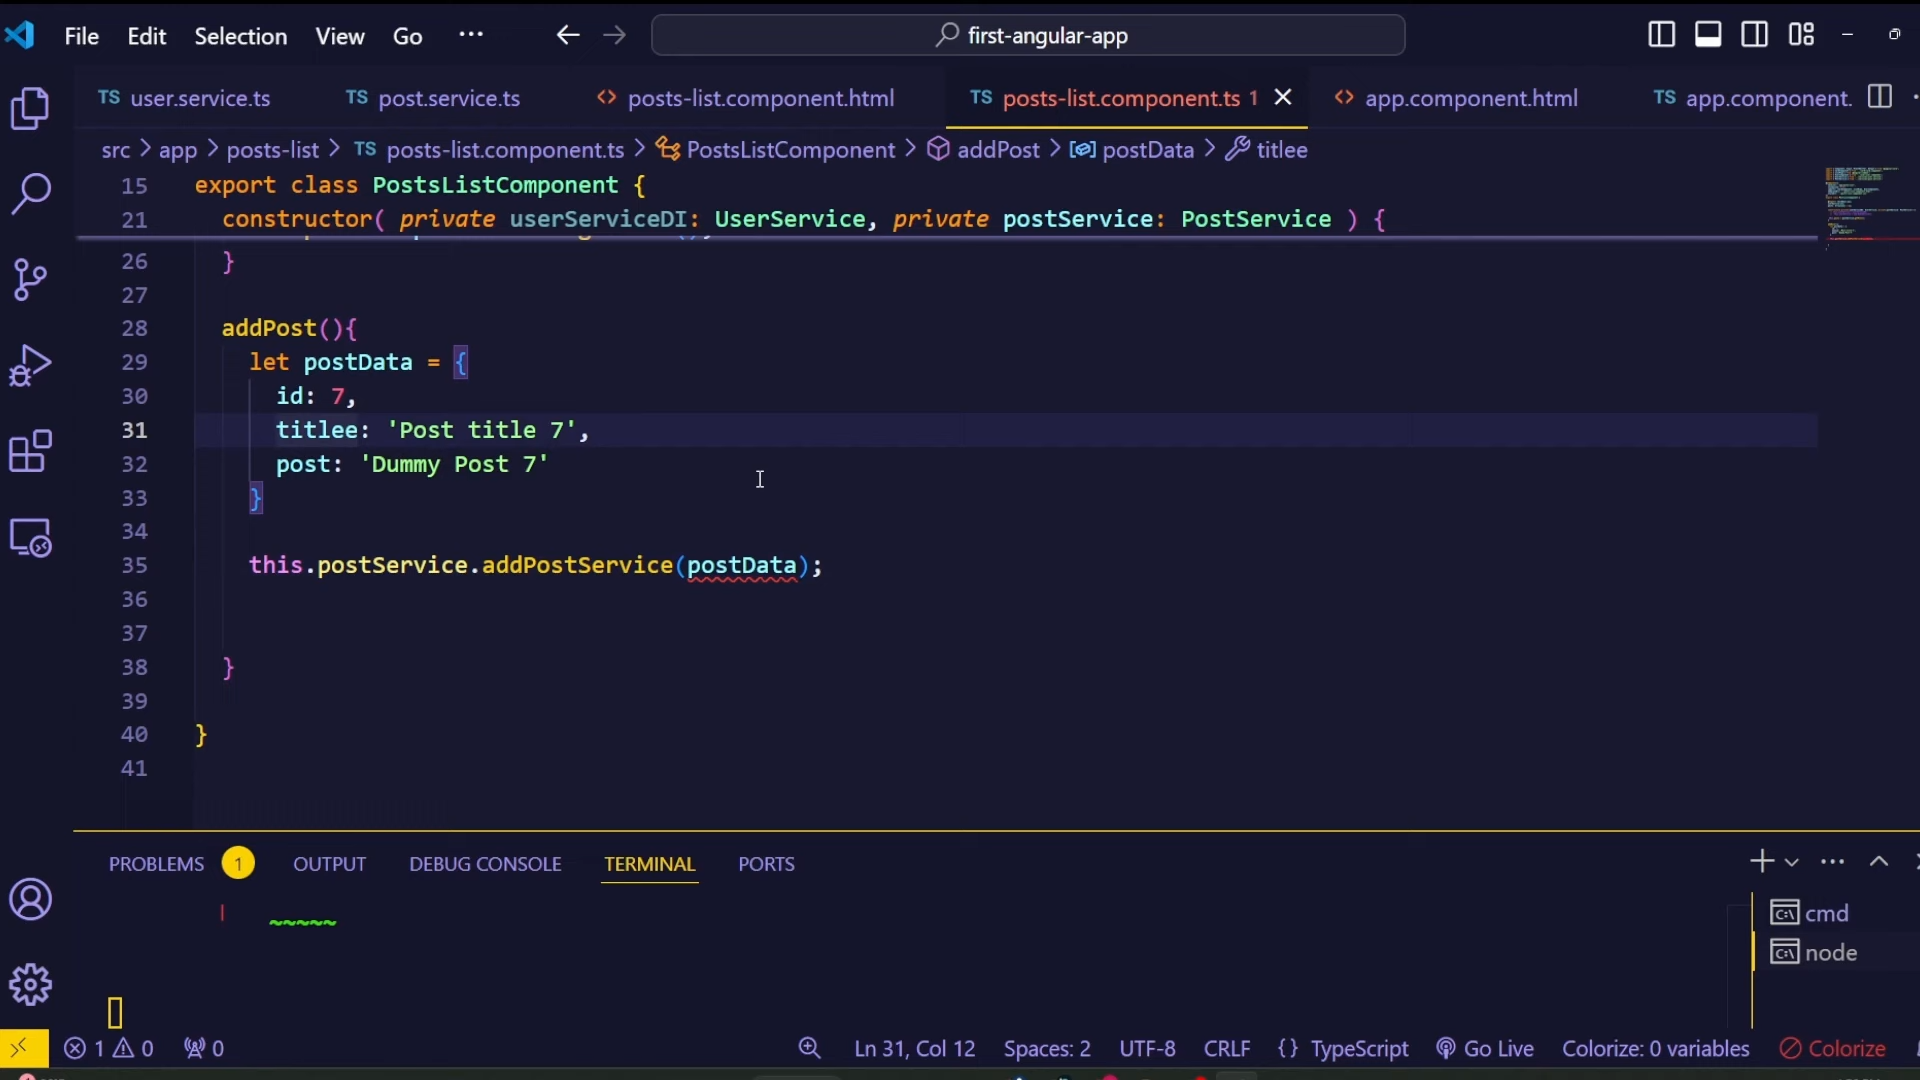 File Edit Selection View Go ··· first-angular-app
TS user.service.ts TS post.service.ts <> posts-list.component.html TS posts-list.component.ts 1 <> app.component.html TS app.component.
src > app > posts-list > TS posts-list.component.ts > PostsListComponent > addPost > postData > titlee
15 export class PostsListComponent {
21 constructor( private userServiceDI: UserService, private postService: PostService ) {
26 }
27
28 addPost(){
29 let postData = {
30 id: 7,
31 titlee: 'Post title 7',
32 post: 'Dummy Post 7'
33 }
34
35 this.postService.addPostService(postData);
36
37
38 }
39
40 }
41
PROBLEMS 1 OUTPUT DEBUG CONSOLE TERMINAL PORTS
~~~~~
cmd
node
1 0 0 Ln 31, Col 12 Spaces: 2 UTF-8 CRLF {} TypeScript Go Live Colorize: 0 variables Colorize